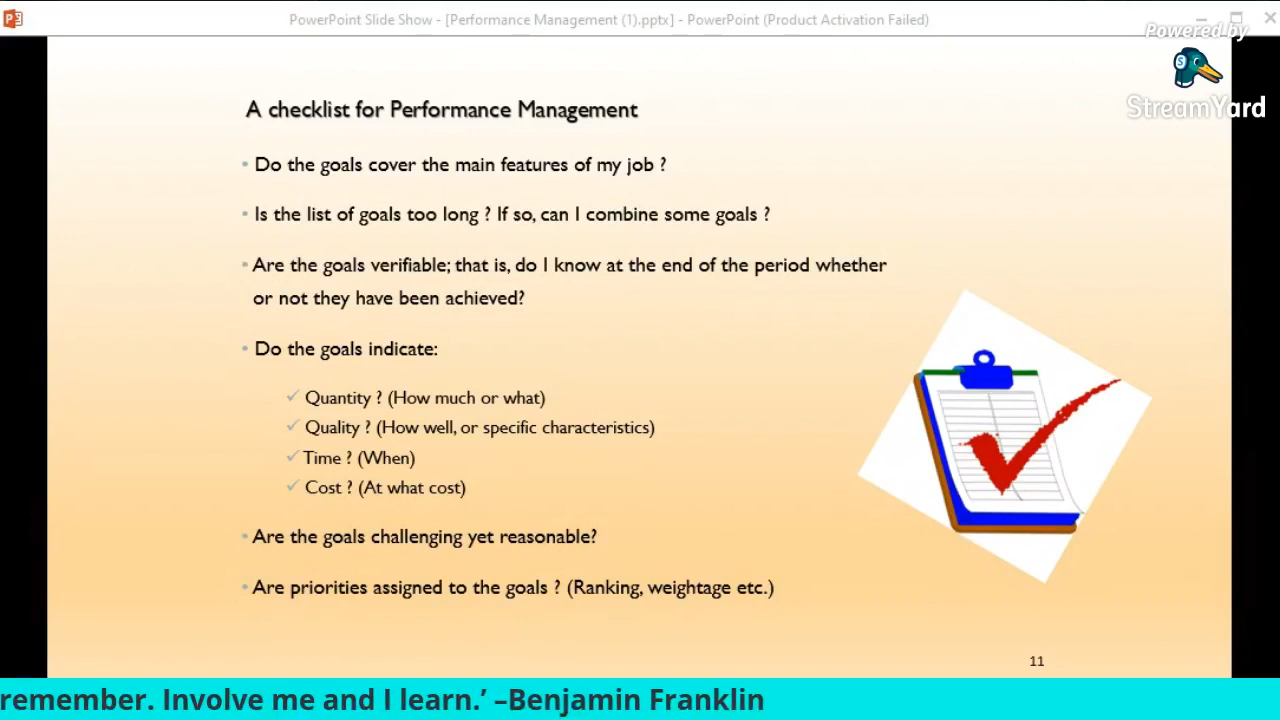 PowerPoint Slide Show - [Performance Management (1).pptx] - PowerPoint (Product Activation Failed)
Powered by
StreamYard
A checklist for Performance Management
• Do the goals cover the main features of my job ?
• Is the list of goals too long ? If so, can I combine some goals ?
• Are the goals verifiable; that is, do I know at the end of the period whether
or not they have been achieved?
• Do the goals indicate:
✓ Quantity ? (How much or what)
✓ Quality ? (How well, or specific characteristics)
✓ Time ? (When)
✓ Cost ? (At what cost)
• Are the goals challenging yet reasonable?
• Are priorities assigned to the goals ? (Ranking, weightage etc.)
11
remember. Involve me and I learn.’ –Benjamin Franklin